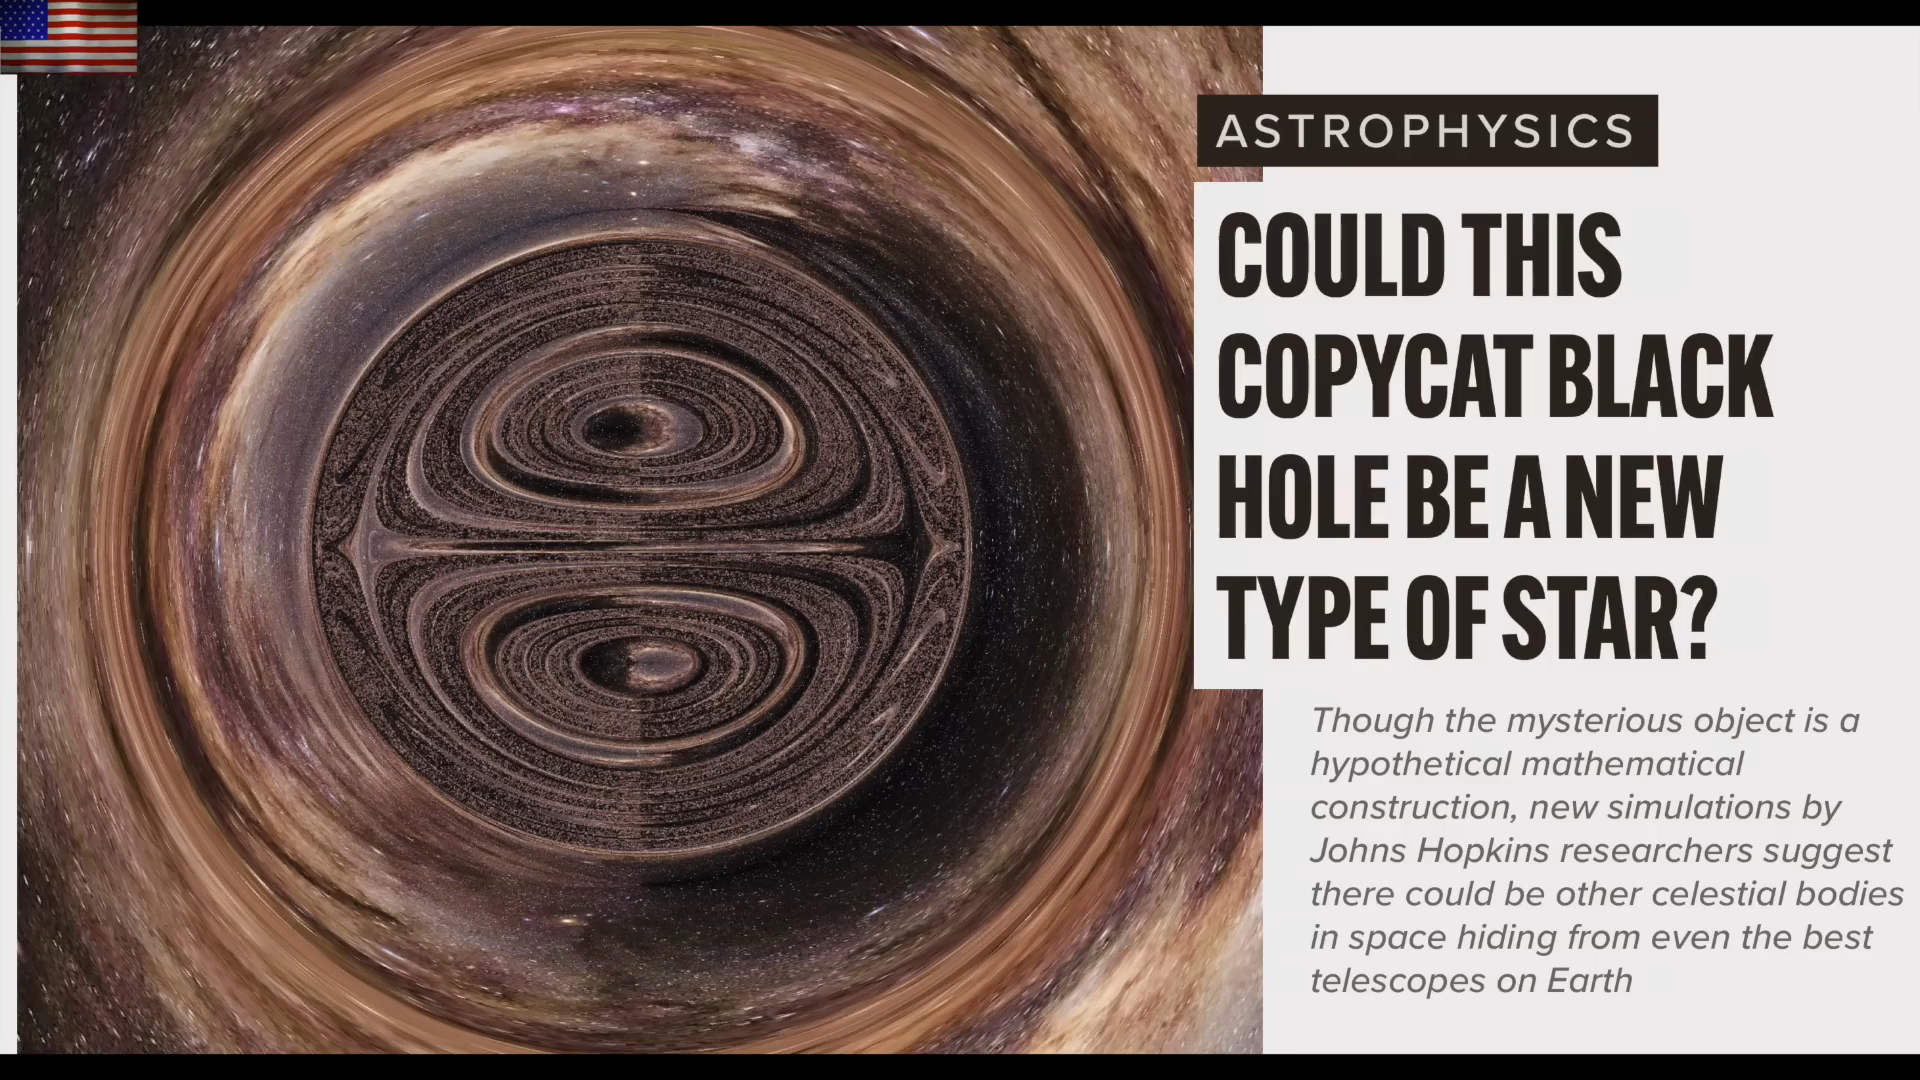 ASTROPHYSICS
COULD THIS
COPYCAT BLACK
HOLE BE A NEW
TYPE OF STAR?
Though the mysterious object is a
hypothetical mathematical
construction, new simulations by
Johns Hopkins researchers suggest
there could be other celestial bodies
in space hiding from even the best
telescopes on Earth